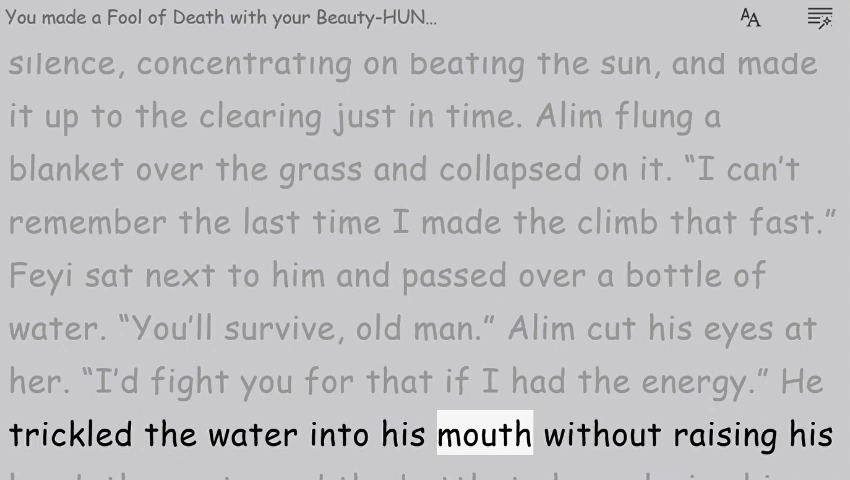 You made a Fool of Death with your Beauty-HUN...
AA
silence, concentrating on beating the sun, and made
it up to the clearing just in time. Alim flung a
blanket over the grass and collapsed on it. “I can’t
remember the last time I made the climb that fast.”
Feyi sat next to him and passed over a bottle of
water. “You’ll survive, old man.” Alim cut his eyes at
her. “I’d fight you for that if I had the energy.” He
trickled the water into his mouth without raising his